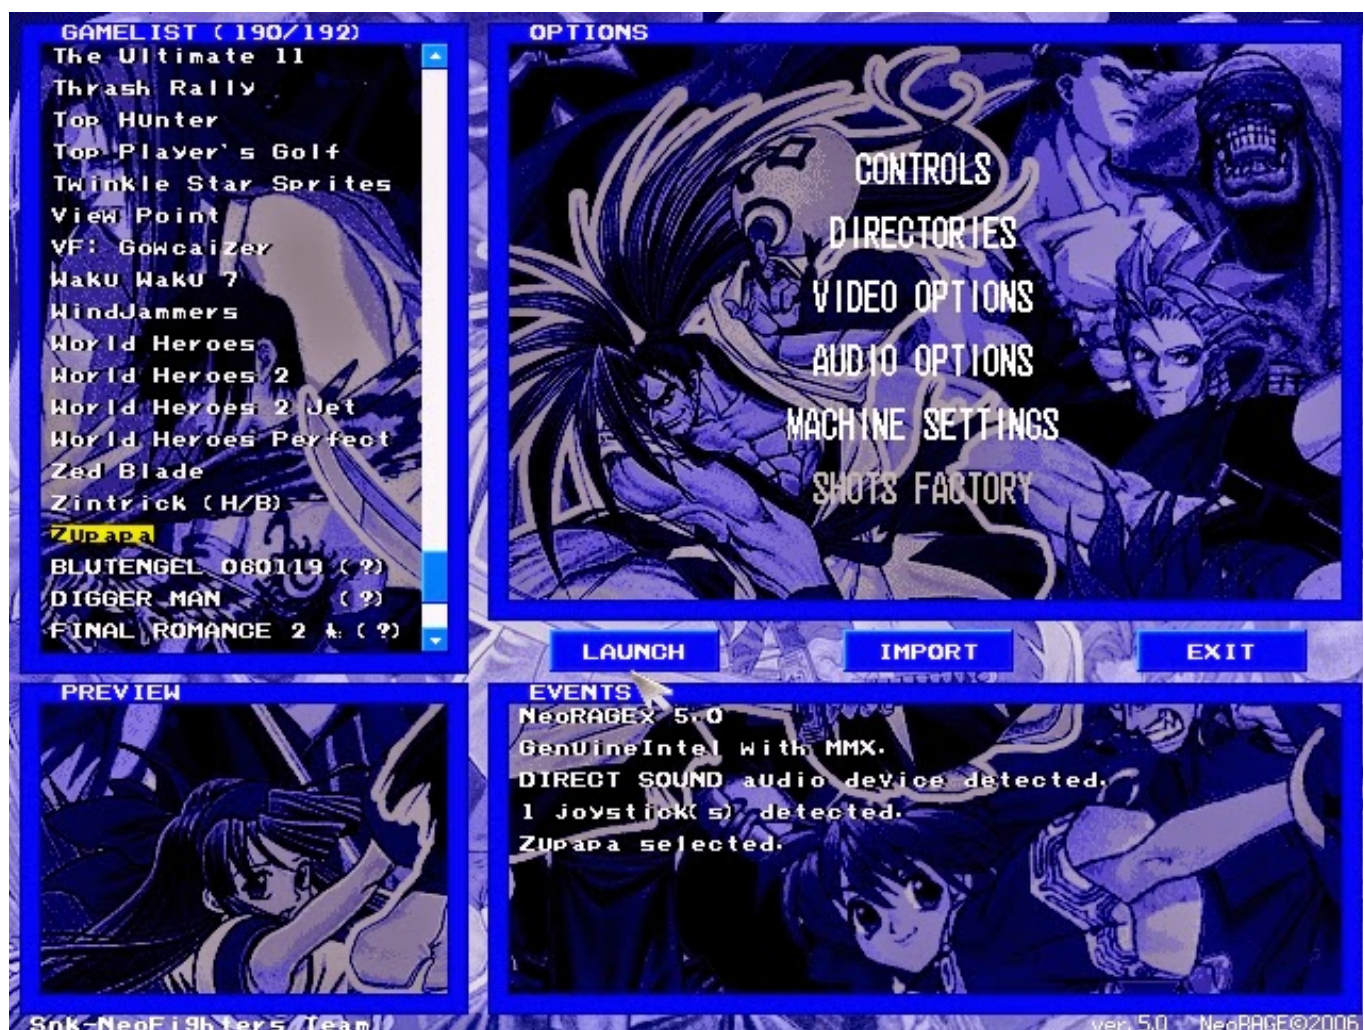 GAMELIST ( 190/192)
The Ultimate 11
Thrash Rally
Top Hunter
Top Player's Golf
Twinkle Star Sprites
View Point
VF: Gowcaizer
Waku Waku 7
WindJammers
World Heroes
World Heroes 2
World Heroes 2 Jet
World Heroes Perfect
Zed Blade
Zintrick (H/B)
Zupapa
BLUTENGEL 060119 (?)
DIGGER MAN (?)
FINAL ROMANCE 2 &: (?)
OPTIONS
CONTROLS
DIRECTORIES
VIDEO OPTIONS
AUDIO OPTIONS
MACHINE SETTINGS
SHOTS FACTORY
LAUNCH
IMPORT
EXIT
PREVIEW
EVENTS
NeoRAGEx 5.0
GenuineIntel with MMX.
DIRECT SOUND audio device detected.
1 joystick(s) detected.
Zupapa selected.
Snk-NeoFighters Team
ver 5.0 NeoRAGE©2006